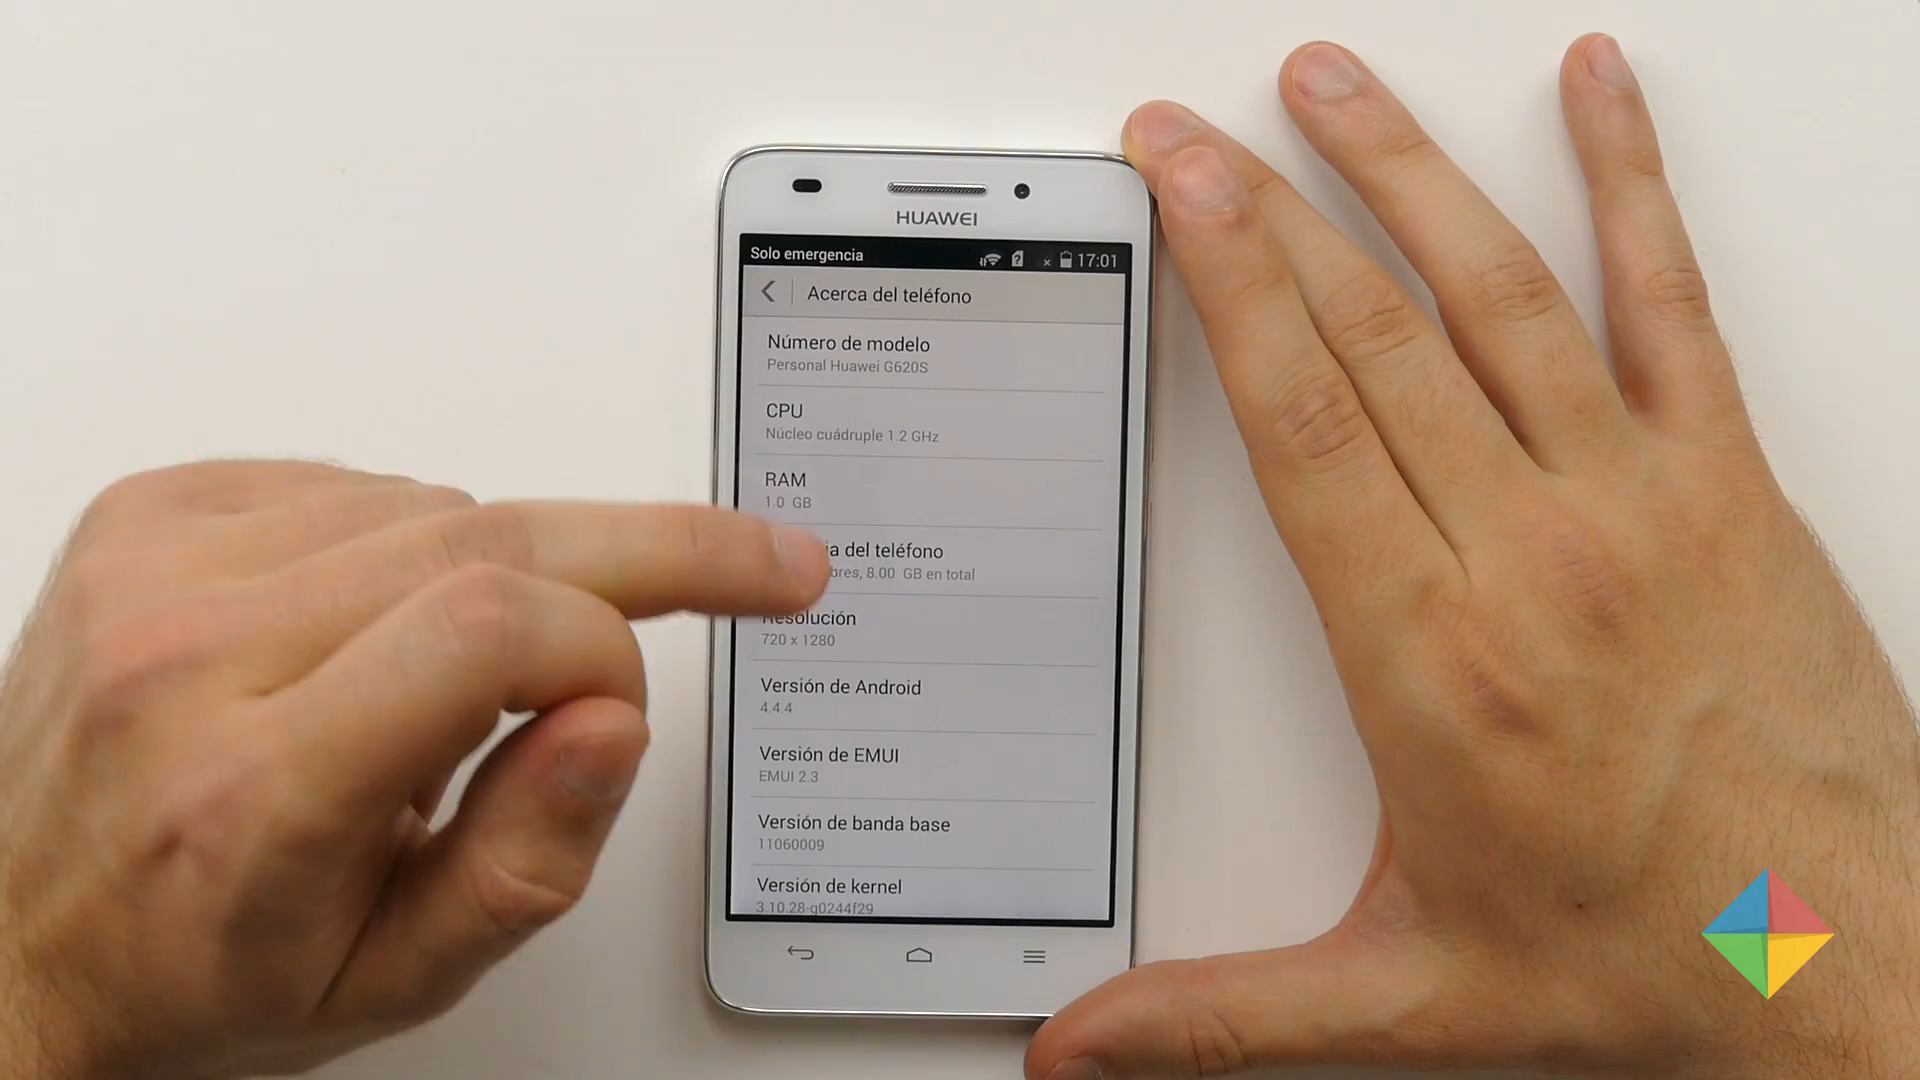 HUAWEI
Solo emergencia 17:01
Acerca del teléfono
Número de modelo
Personal Huawei G620S
CPU
Núcleo cuádruple 1.2 GHz
RAM
1.0 GB
del teléfono
8.00 GB en total
Resolución
720 x 1280
Versión de Android
4.4.4
Versión de EMUI
EMUI 2.3
Versión de banda base
11060009
Versión de kernel
3.10.28-g0244f29